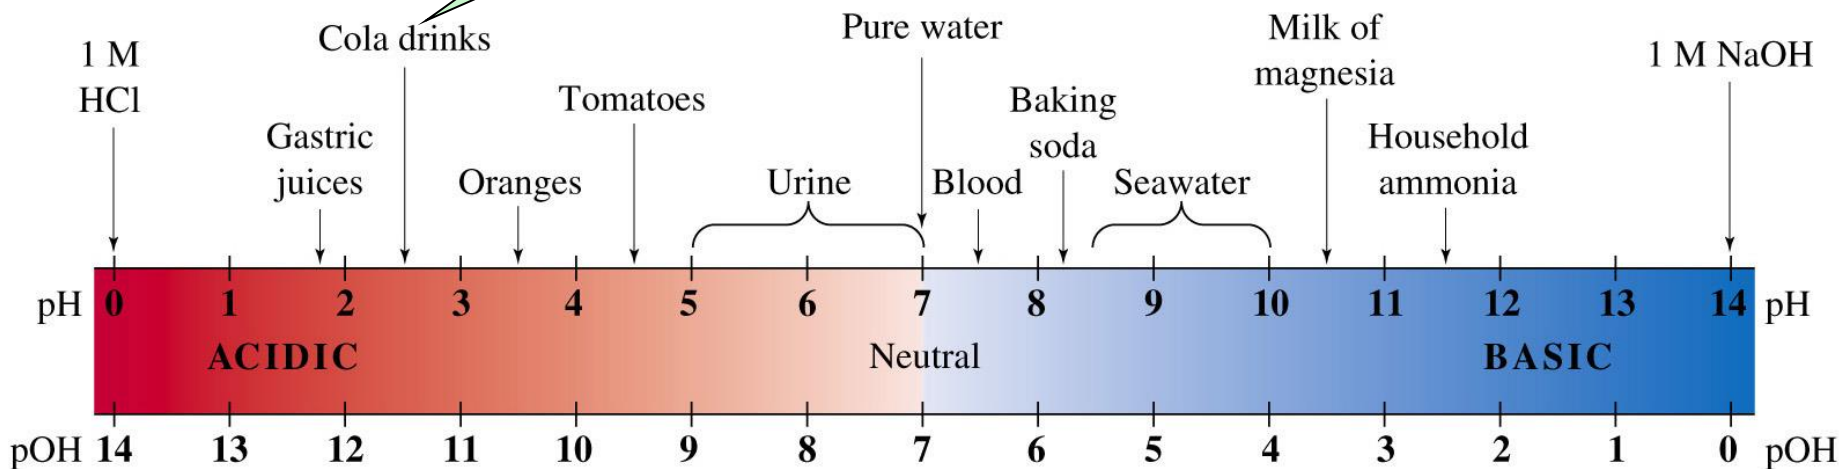 1 M
HCl
Gastric
juices
Cola drinks
Oranges
Tomatoes
Urine
Pure water
Blood
Baking
soda
Seawater
Milk of
magnesia
Household
ammonia
1 M NaOH
pH 0 1 2 3 4 5 6 7 8 9 10 11 12 13 14 pH
ACIDIC Neutral BASIC
pOH 14 13 12 11 10 9 8 7 6 5 4 3 2 1 0 pOH